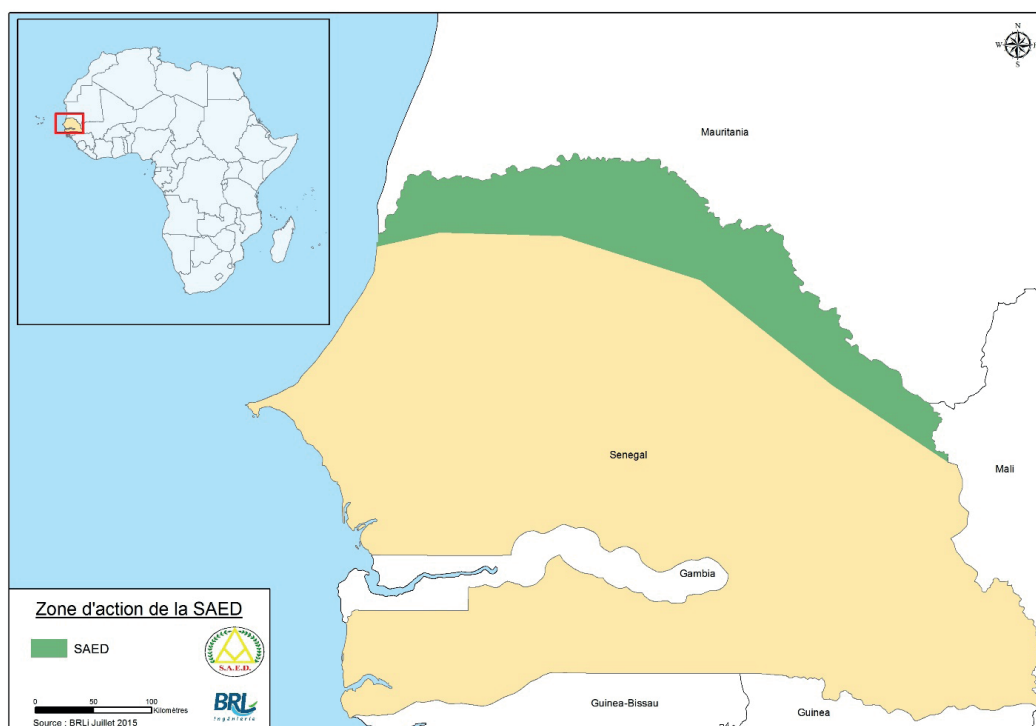 N
W
E
S
Mauritania
Senegal
Mali
Gambia
Guinea-Bissau
Guinea
Zone d'action de la SAED
SAED
S.A.E.D.
0 50 100
Kilomètres
BRL
Ingénierie
Source : BRLi Juillet 2015